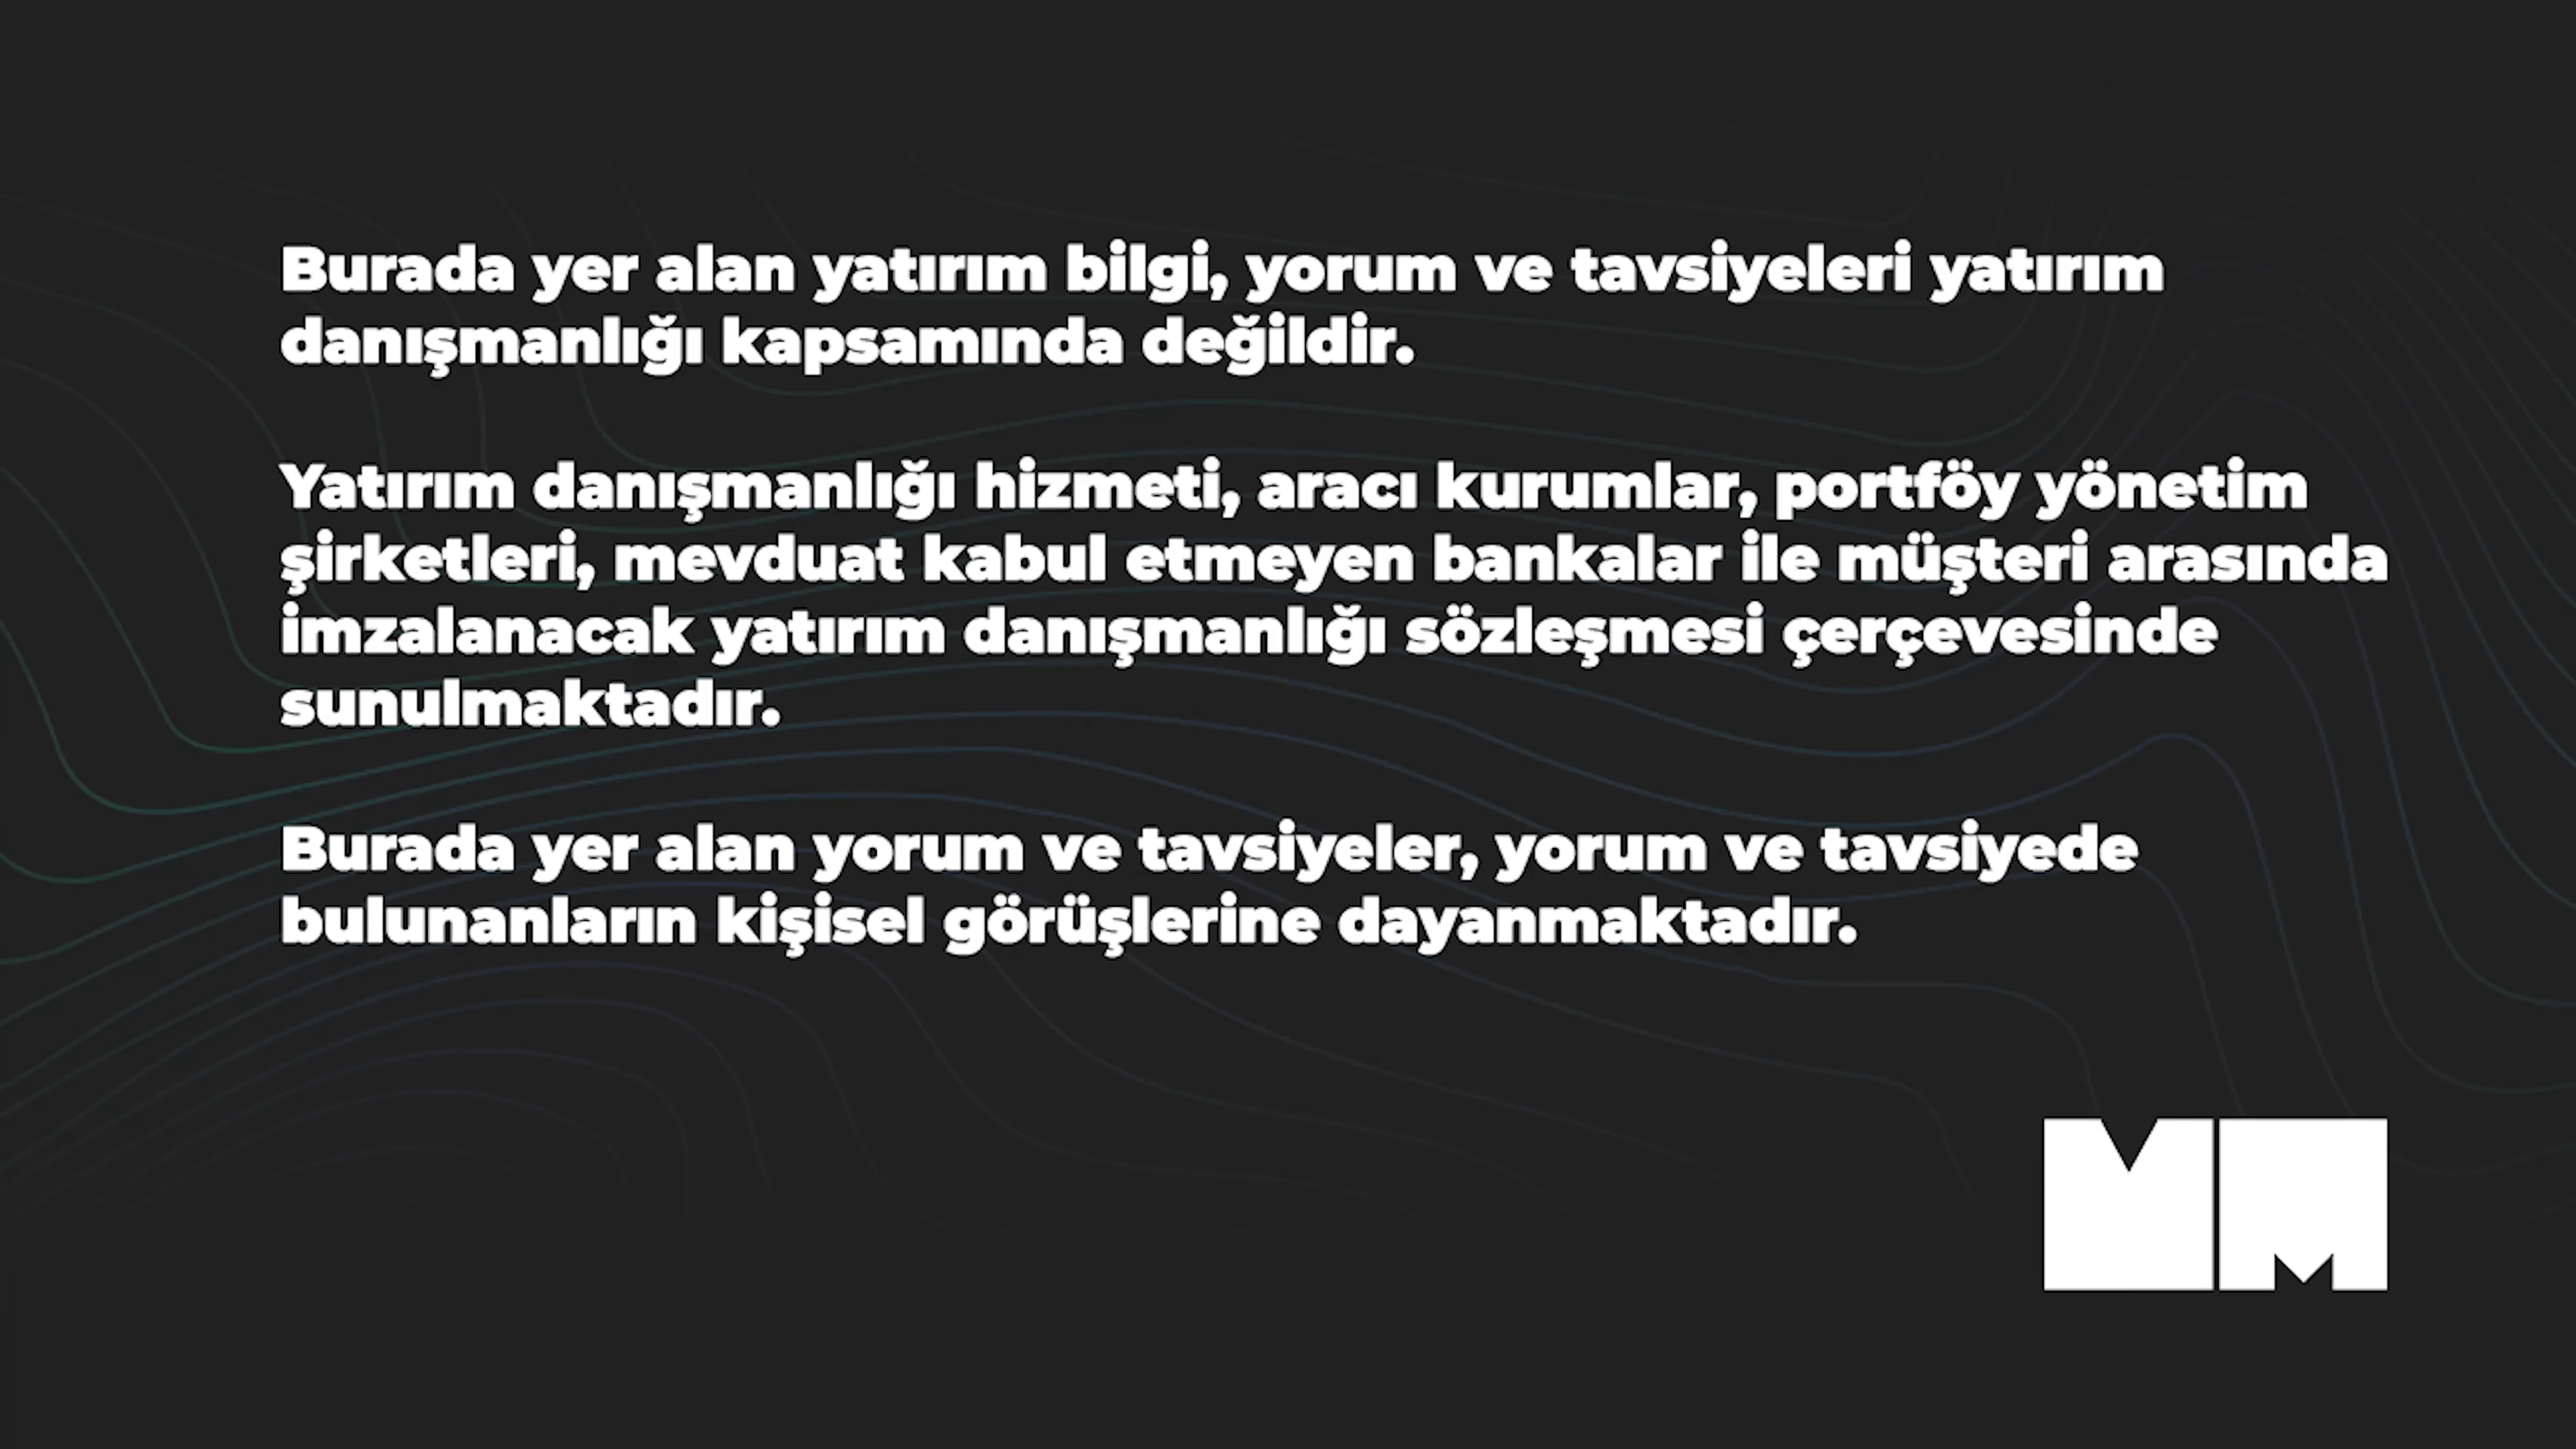 Burada yer alan yatırım bilgi, yorum ve tavsiyeleri yatırım
danışmanlığı kapsamında değildir.
Yatırım danışmanlığı hizmeti, aracı kurumlar, portföy yönetim
şirketleri, mevduat kabul etmeyen bankalar ile müşteri arasında
imzalanacak yatırım danışmanlığı sözleşmesi çerçevesinde
sunulmaktadır.
Burada yer alan yorum ve tavsiyeler, yorum ve tavsiyede
bulunanların kişisel görüşlerine dayanmaktadır.
MM